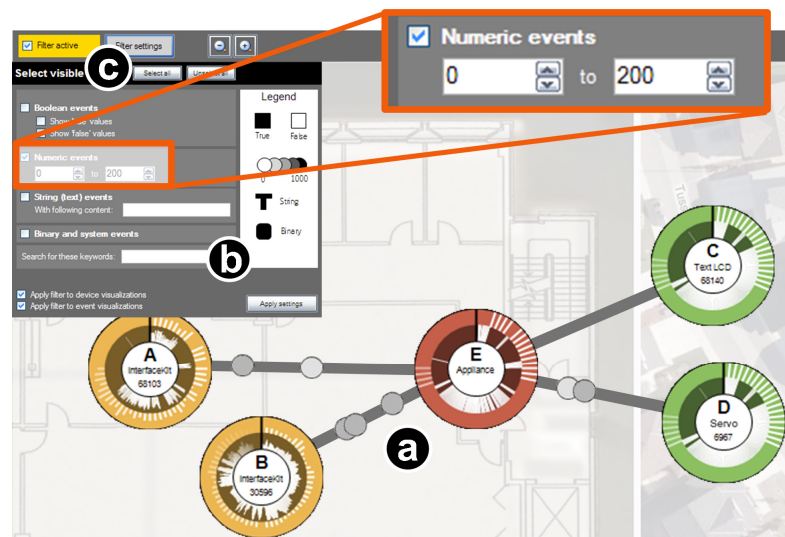 Filter active
Filter settings
c
Select visible
Select all
Numeric events
0 to 200
Boolean events
Show 'true' values
Show 'false' values
Numeric events
0 to 200
String (text) events
With following content:
Binary and system events
Search for these keywords:
b
Apply filter to device visualizations
Apply filter to event visualizations
Apply settings
Legend
True False
0 1000
String
Binary
A
InterfaceKit
68103
B
InterfaceKit
30596
E
Appliance
a
C
Text LCD
68140
D
Servo
6967